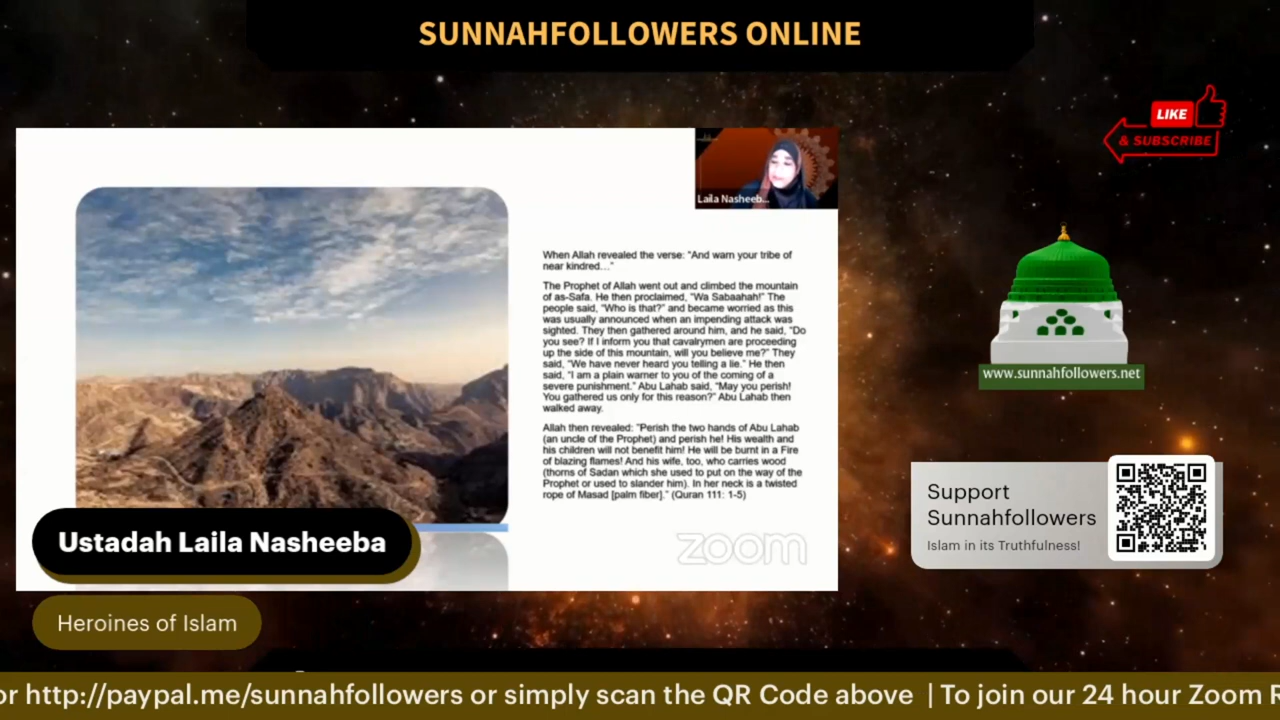 SUNNAHFOLLOWERS ONLINE
LIKE
& SUBSCRIBE
Laila Nasheeb...
When Allah revealed the verse: "And warn your tribe of
near kindred…"
The Prophet of Allah went out and climbed the mountain
of as-Safa. He then proclaimed, "Wa Sabaahah!" The
people said, "Who is that?" and became worried as this
was usually announced when an impending attack was
sighted. They then gathered around him, and he said, "Do
you see? If I inform you that cavalrymen are proceeding
up the side of this mountain, will you believe me?" They
said, "We have never heard you telling a lie." He then
said, "I am a plain warner to you of the coming of a
severe punishment." Abu Lahab said, "May you perish!
You gathered us only for this reason?" Abu Lahab then
walked away.
Allah then revealed: "Perish the two hands of Abu Lahab
(an uncle of the Prophet) and perish he! His wealth and
his children will not benefit him! He will be burnt in a Fire
of blazing flames! And his wife, too, who carries wood
(thorns of Sadan which she used to put on the way of the
Prophet or used to slander him). In her neck is a twisted
rope of Masad [palm fiber]." (Quran 111: 1-5)
zoom
www.sunnahfollowers.net
Support
Sunnahfollowers
Islam in its Truthfulness!
Ustadah Laila Nasheeba
Heroines of Islam
or http://paypal.me/sunnahfollowers or simply scan the QR Code above | To join our 24 hour Zoom R